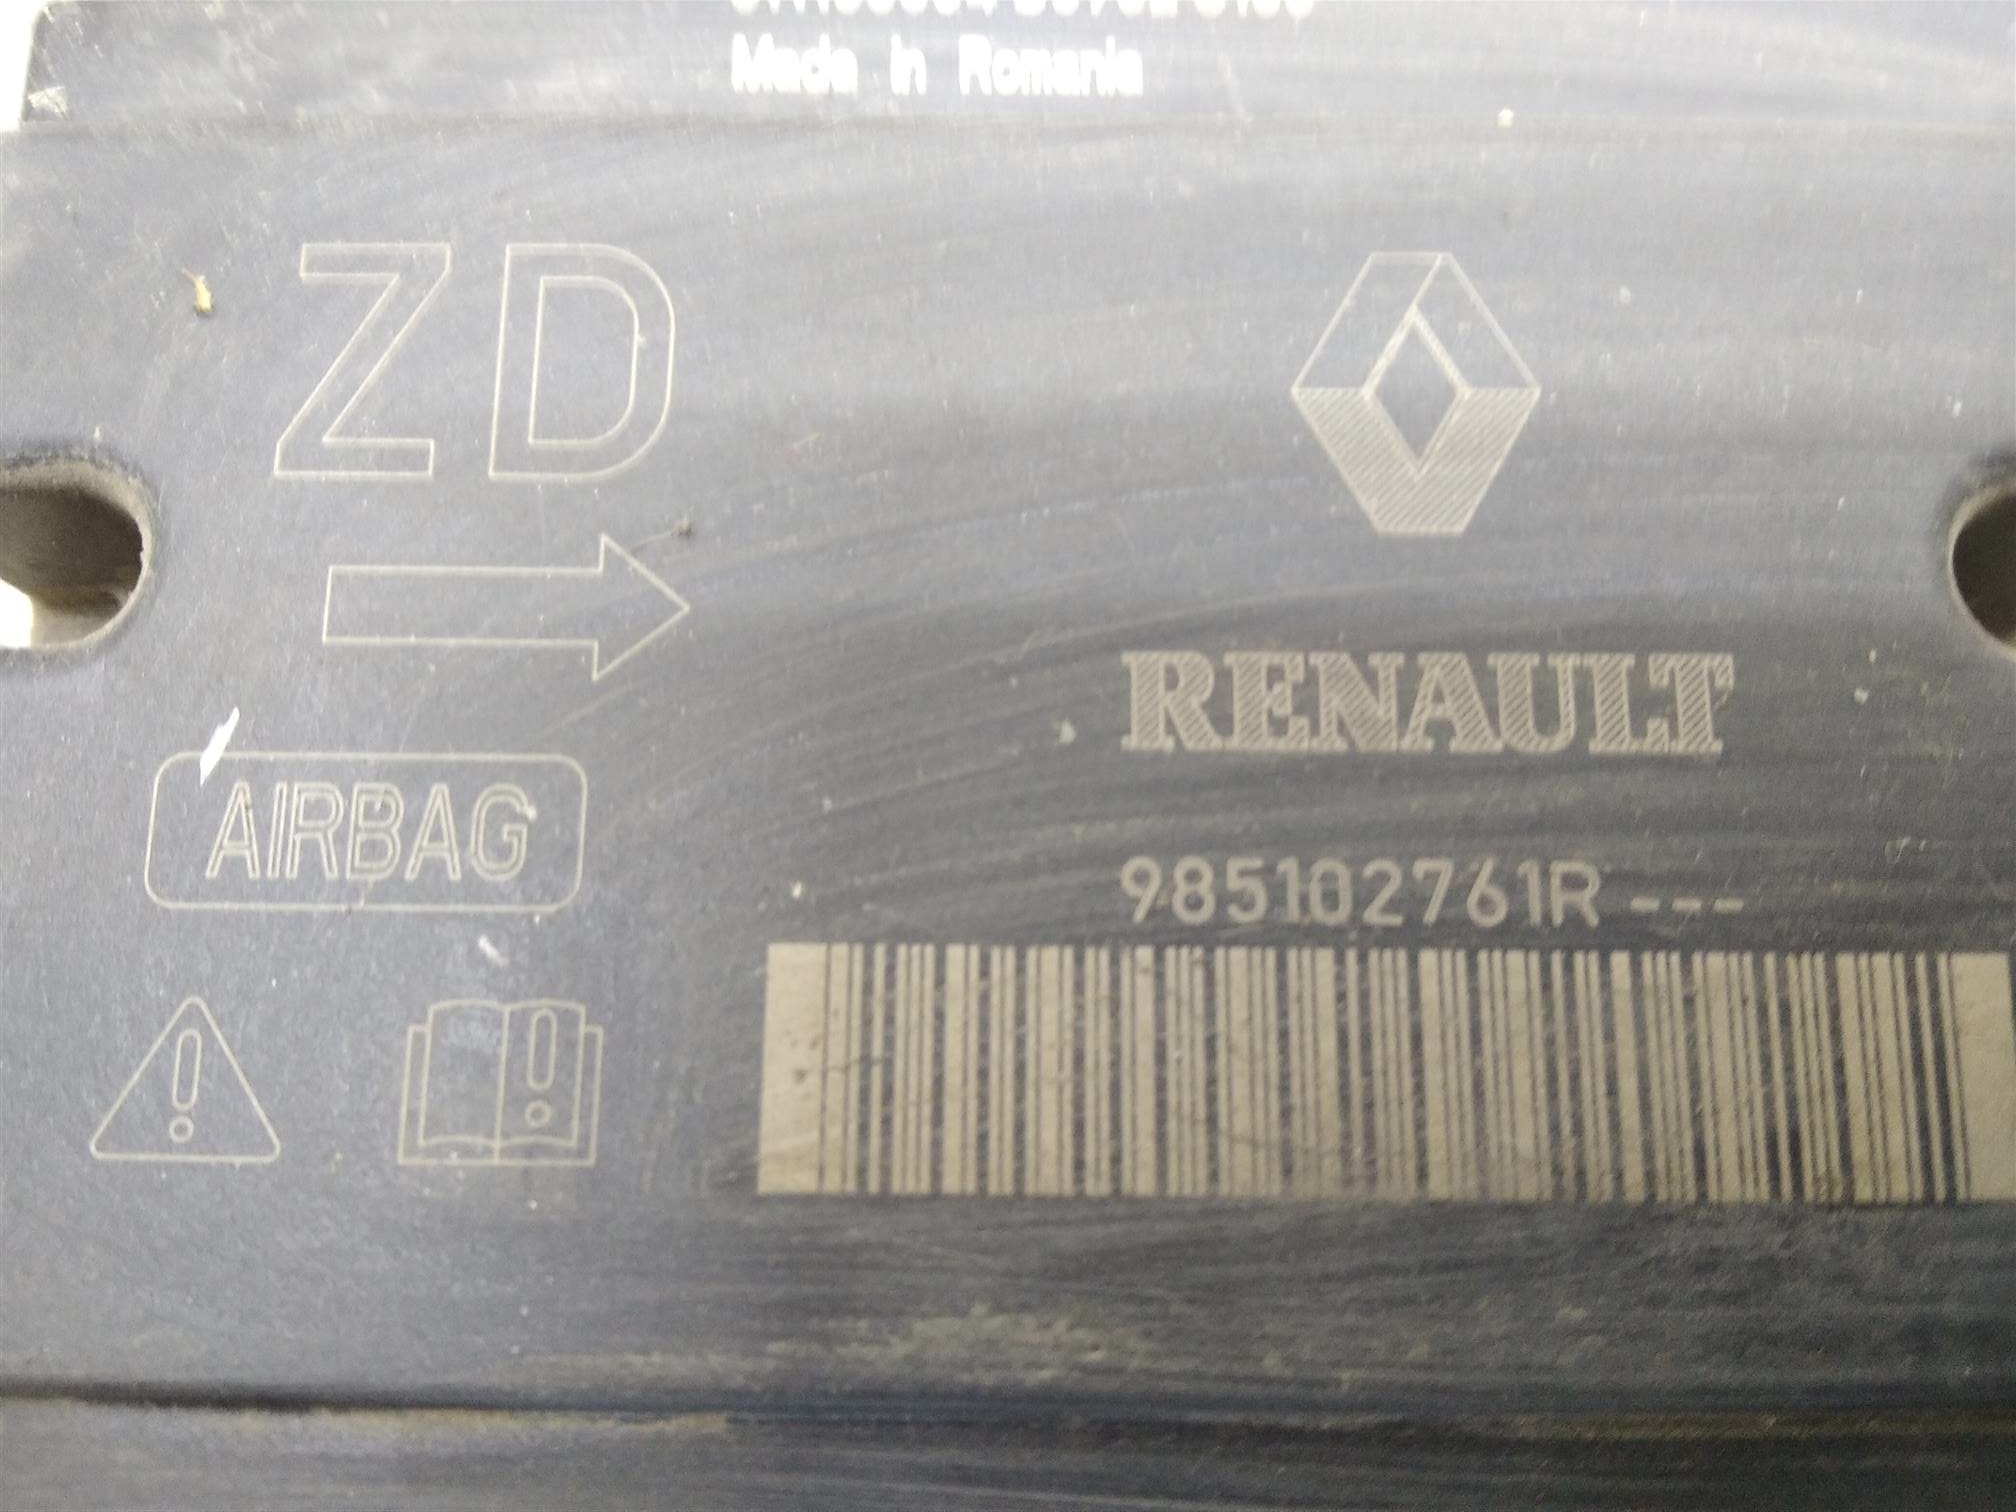 Made in Romania
ZD
RENAULT
AIRBAG
985102761R---